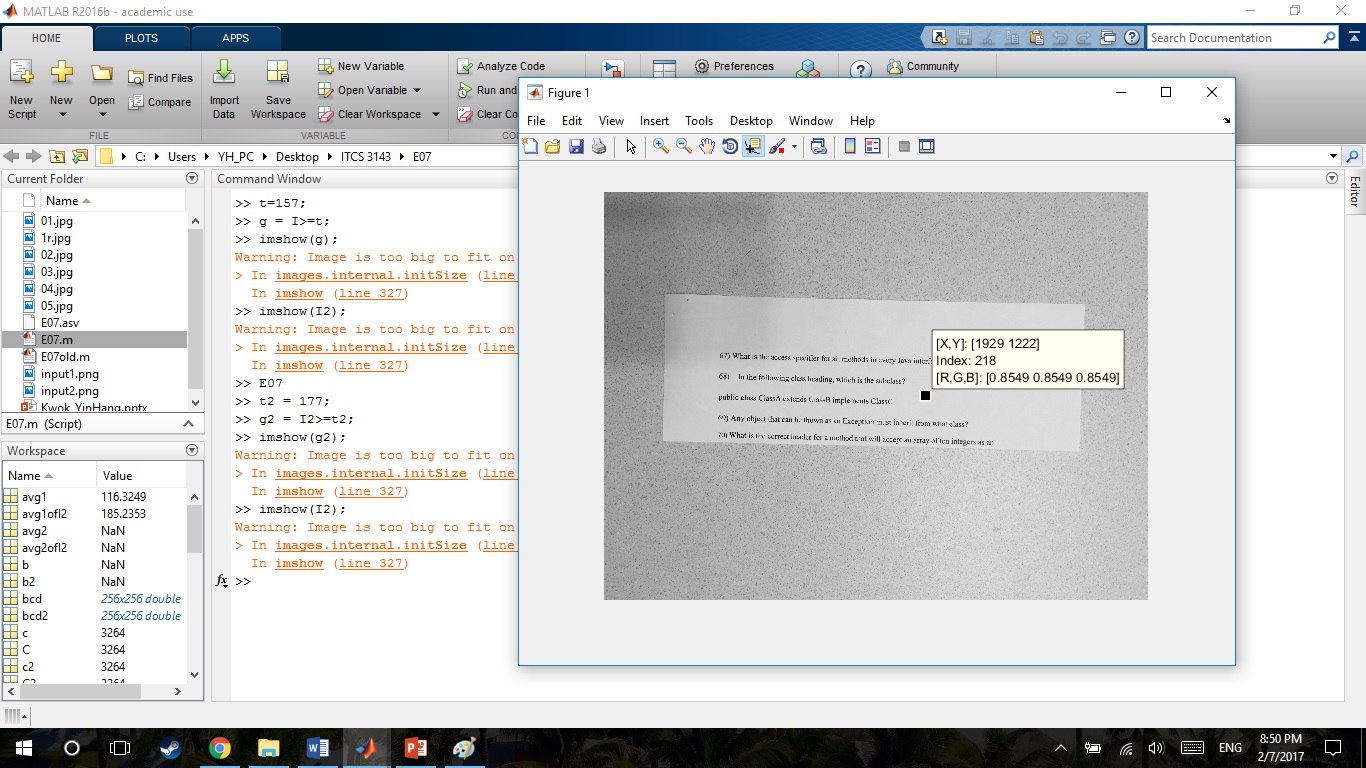 MATLAB R2016b - academic use
HOME PLOTS APPS
Search Documentation
New Script
New
Open
Find Files
Compare
Import Data
Save Workspace
New Variable
Open Variable
Clear Workspace
Analyze Code
Run and
Clear Co
Preferences
Community
FILE VARIABLE
C: Users YH_PC Desktop ITCS 3143 E07
Current Folder
Name
01.jpg
1r.jpg
02.jpg
03.jpg
04.jpg
05.jpg
E07.asv
E07.m
E07old.m
input1.png
input2.png
Kwok_YinHang.pptx
E07.m (Script)
Workspace
Name Value
avg1 116.3249
avg1ofI2 185.2353
avg2 NaN
avg2ofI2 NaN
b NaN
b2 NaN
bcd 256x256 double
bcd2 256x256 double
c 3264
C 3264
c2 3264
C2 3264
Command Window
>> t=157;
>> g = I>=t;
>> imshow(g);
Warning: Image is too big to fit on
> In images.internal.initSize (line
In imshow (line 327)
>> imshow(I2);
Warning: Image is too big to fit on
> In images.internal.initSize (line
In imshow (line 327)
>> E07
>> t2 = 177;
>> g2 = I2>=t2;
>> imshow(g2);
Warning: Image is too big to fit on
> In images.internal.initSize (line
In imshow (line 327)
>> imshow(I2);
Warning: Image is too big to fit on
> In images.internal.initSize (line
In imshow (line 327)
fx >>
Editor
Figure 1
File Edit View Insert Tools Desktop Window Help
67) What is the access specifier for all methods in every Java
68) In the following class heading, which is the subclass?
public class ClassA extends ClassB implements ClassC
69) Any object that can be thrown as an Exception must inherit from what class?
70) What is the correct header for a method that will accept an array of ten integers as an
[X,Y]: [1929 1222]
Index: 218
[R,G,B]: [0.8549 0.8549 0.8549]
ENG
8:50 PM
2/7/2017